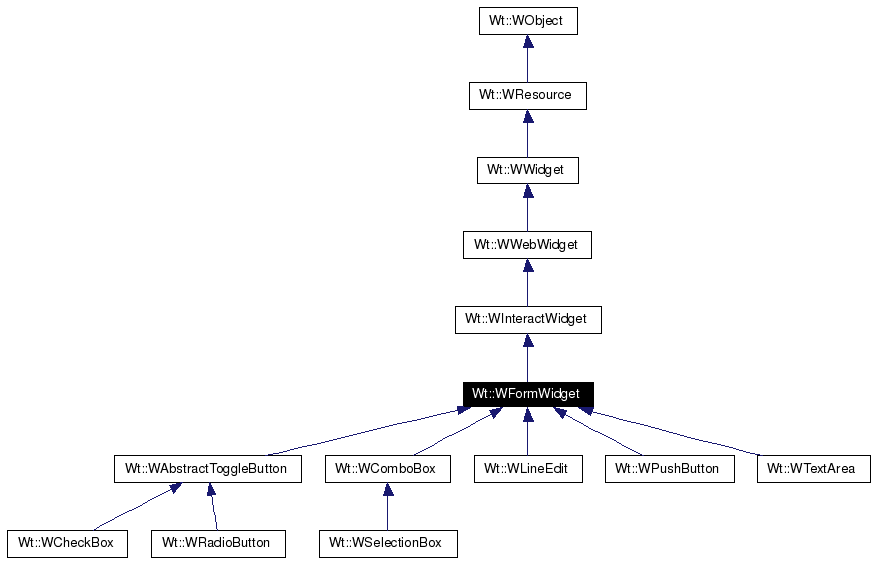 Wt::WObject
Wt::WResource
Wt::WWidget
Wt::WWebWidget
Wt::WInteractWidget
Wt::WFormWidget
Wt::WAbstractToggleButton
Wt::WComboBox
Wt::WLineEdit
Wt::WPushButton
Wt::WTextArea
Wt::WCheckBox
Wt::WRadioButton
Wt::WSelectionBox